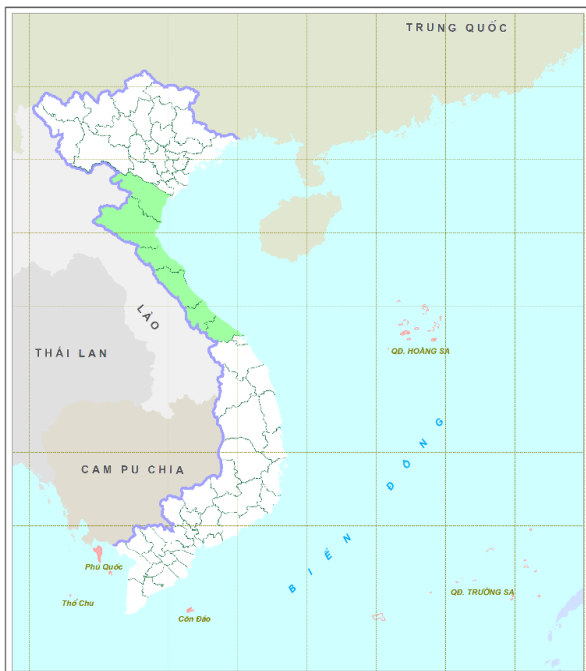 TRUNG QUỐC
LÀO
THÁI LAN
QĐ. HOÀNG SA
CAM PU CHIA
BIỂN ĐÔNG
Phú Quốc
Thổ Chu
Côn Đảo
QĐ. TRƯỜNG SA